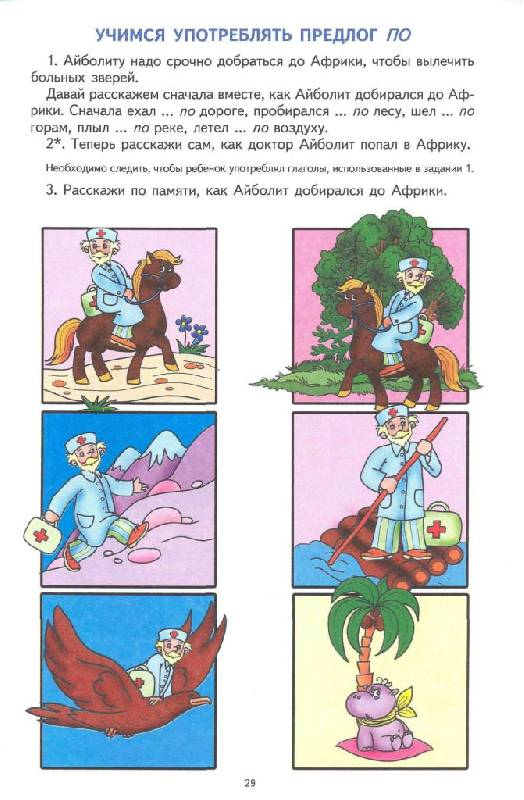 УЧИМСЯ УПОТРЕБЛЯТЬ ПРЕДЛОГ ПО
1. Айболиту надо срочно добраться до Африки, чтобы вылечить
больных зверей.
Давай расскажем сначала вместе, как Айболит добирался до Аф-
рики. Сначала ехал ... по дороге, пробирался ... по лесу, шел ... по
горам, плыл ... по реке, летел ... по воздуху.
2*. Теперь расскажи сам, как доктор Айболит попал в Африку.
Необходимо следить, чтобы ребенок употреблял глаголы, использованные в задании 1.
3. Расскажи по памяти, как Айболит добирался до Африки.
29